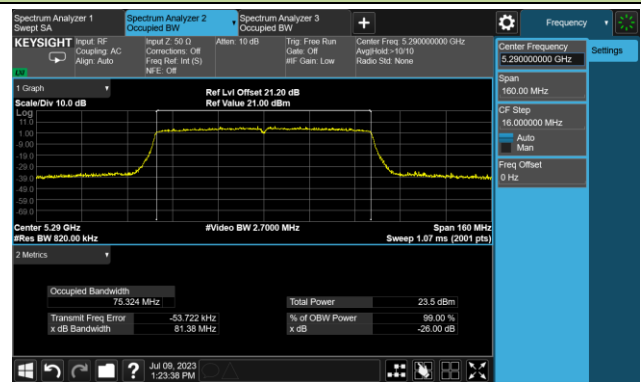 Spectrum Analyzer 1
Swept SA
Spectrum Analyzer 2
Occupied BW
Spectrum Analyzer 3
Occupied BW
Frequency
KEYSIGHT
Input: RF
Coupling: AC
Align: Auto
Input Z: 50 Ω
Corrections: Off
Freq Ref: Int (S)
NFE: Off
Atten: 10 dB
Trig: Free Run
Gate: Off
#IF Gain: Low
Center Freq: 5.290000000 GHz
Avg|Hold:>10/10
Radio Std: None
Center Frequency
5.290000000 GHz
Settings
Span
160.00 MHz
CF Step
16.000000 MHz
Auto
Man
Freq Offset
0 Hz
1 Graph
Scale/Div 10.0 dB
Ref Lvl Offset 21.20 dB
Ref Value 21.00 dBm
Log
11.0
1.00
-9.00
-19.0
-29.0
-39.0
-49.0
-59.0
-69.0
Center 5.29 GHz
#Res BW 820.00 kHz
#Video BW 2.7000 MHz
Span 160 MHz
Sweep 1.07 ms (2001 pts)
2 Metrics
Occupied Bandwidth
75.324 MHz
Total Power 23.5 dBm
Transmit Freq Error -53.722 kHz
% of OBW Power 99.00 %
x dB Bandwidth 81.38 MHz
x dB -26.00 dB
Jul 09, 2023
1:23:38 PM